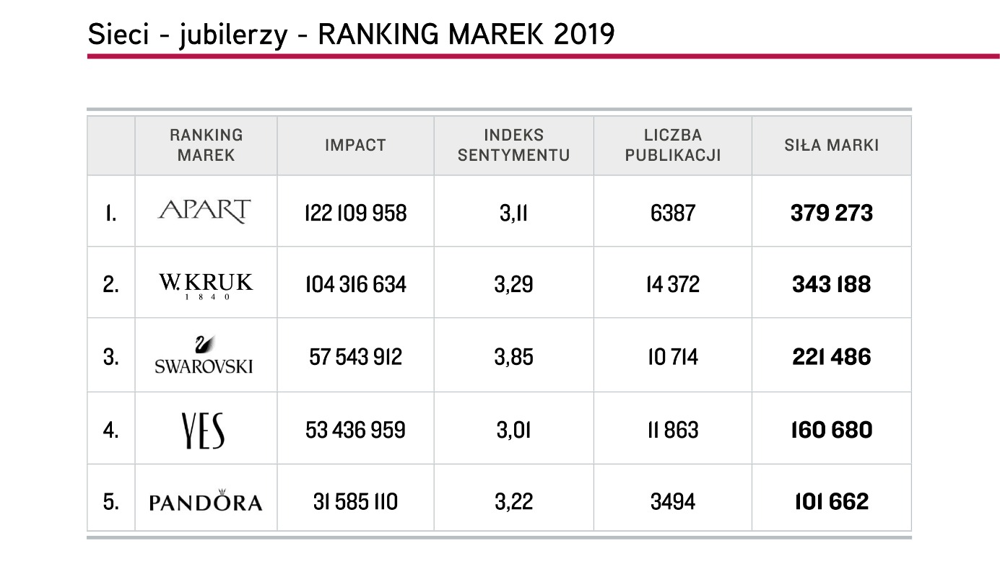 Sieci - jubilerzy - RANKING MAREK 2019
RANKING MAREK IMPACT INDEKS SENTYMENTU LICZBA PUBLIKACJI SIŁA MARKI
1. APART 122 109 958 3,11 6387 379 273
2. W.KRUK 1840 104 316 634 3,29 14 372 343 188
3. SWAROVSKI 57 543 912 3,85 10 714 221 486
4. YES 53 436 959 3,01 11 863 160 680
5. PANDORA 31 585 110 3,22 3494 101 662